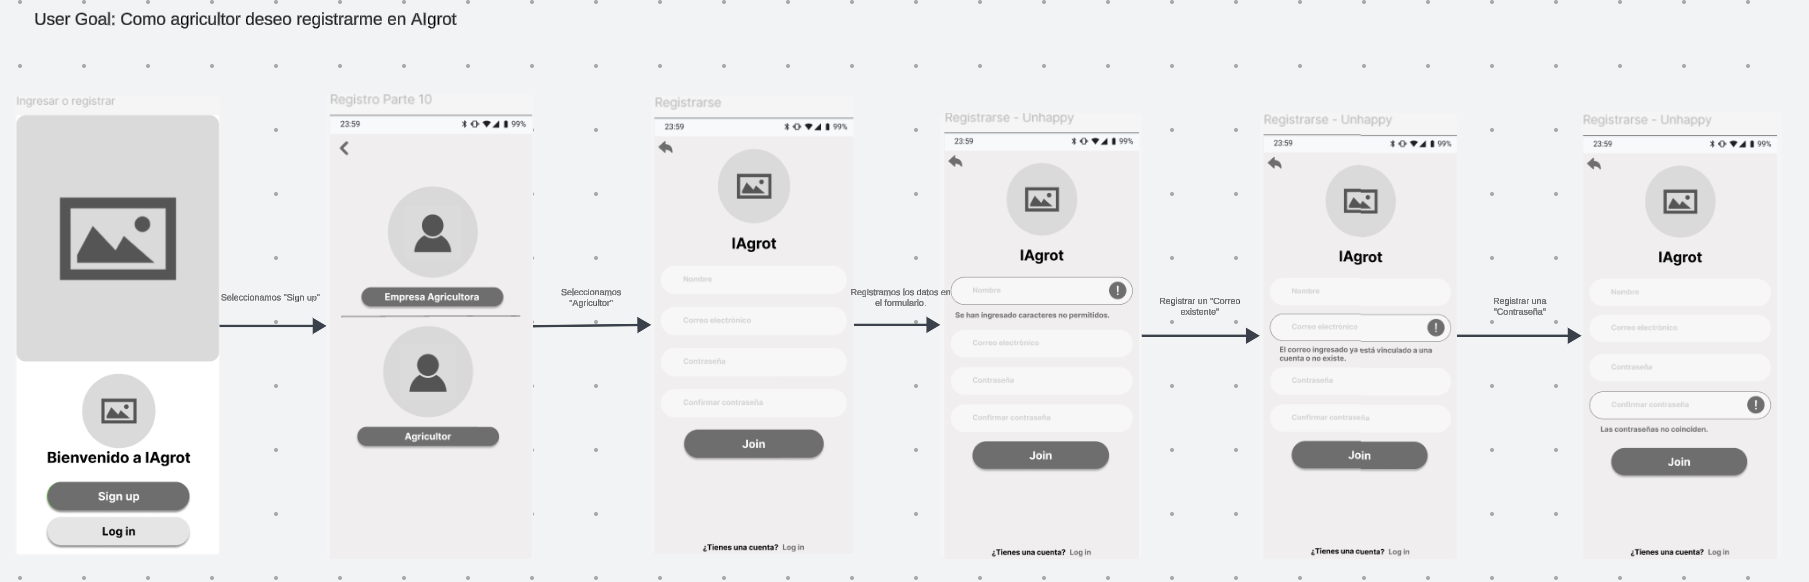 User Goal: Como agricultor deseo registrarme en AIgrot
Ingresar o registrar
Bienvenido a IAgrot
Sign up
Log in
Seleccionamos "Sign up"
Registro Parte 10
23:59
99%
Empresa Agricultora
Agricultor
Seleccionamos
"Agricultor"
Registrarse
23:59
99%
IAgrot
Nombre
Correo electrónico
Contraseña
Confirmar contraseña
Join
¿Tienes una cuenta? Log in
Registramos los datos en
el formulario.
Registrarse - Unhappy
23:59
99%
IAgrot
Nombre
!
Se han ingresado caracteres no permitidos.
Correo electrónico
Contraseña
Confirmar contraseña
Join
¿Tienes una cuenta? Log in
Registrar un "Correo
existente"
Registrarse - Unhappy
23:59
99%
IAgrot
Nombre
Correo electrónico
!
El correo ingresado ya está vinculado a una
cuenta o no existe.
Contraseña
Confirmar contraseña
Join
¿Tienes una cuenta? Log in
Registrar una
"Contraseña"
Registrarse - Unhappy
23:59
99%
IAgrot
Nombre
Correo electrónico
Contraseña
Confirmar contraseña
!
Las contraseñas no coinciden.
Join
¿Tienes una cuenta? Log in